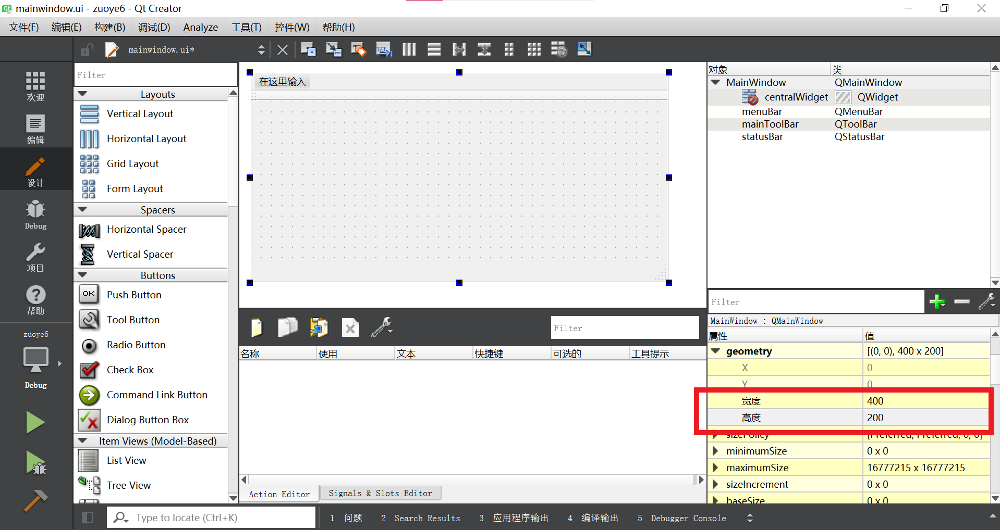 mainwindow.ui - zuoye6 - Qt Creator
文件(F) 编辑(E) 构建(B) 调试(D) Analyze 工具(T) 控件(W) 帮助(H)
mainwindow.ui*
欢迎
编辑
设计
Debug
项目
帮助
zuoye6
Debug
Filter
Layouts
Vertical Layout
Horizontal Layout
Grid Layout
Form Layout
Spacers
Horizontal Spacer
Vertical Spacer
Buttons
OK Push Button
Tool Button
Radio Button
Check Box
Command Link Button
Dialog Button Box
Item Views (Model-Based)
List View
Tree View
在这里输入
Filter
名称 使用 文本 快捷键 可选的 工具提示
Action Editor Signals & Slots Editor
对象 类
MainWindow QMainWindow
centralWidget QWidget
menuBar QMenuBar
mainToolBar QToolBar
statusBar QStatusBar
Filter
MainWindow : QMainWindow
属性 值
geometry [(0, 0), 400 x 200]
X 0
Y 0
宽度 400
高度 200
sizePolicy [Preferred, Preferred, 0, 0]
minimumSize 0 x 0
maximumSize 16777215 x 16777215
sizeIncrement 0 x 0
baseSize 0 x 0
Type to locate (Ctrl+K) 1 问题 2 Search Results 3 应用程序输出 4 编译输出 5 Debugger Console